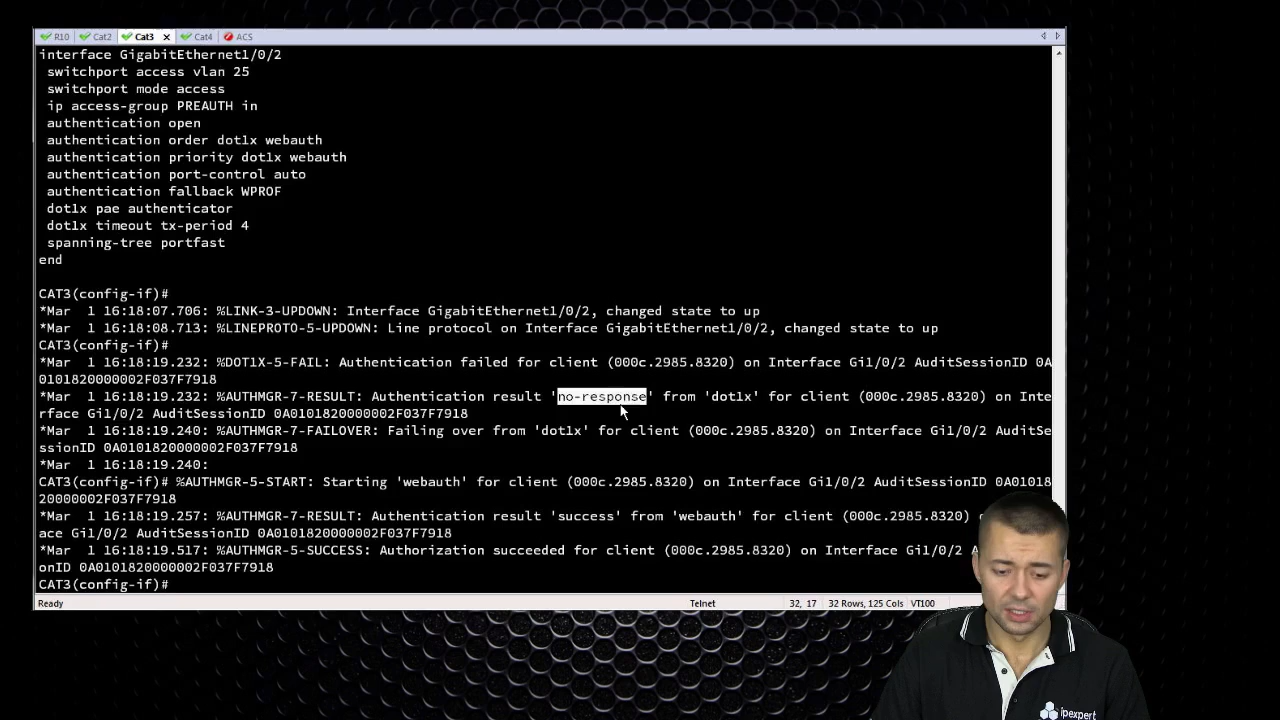 R10 Cat2 Cat3 Cat4 ACS
interface GigabitEthernet1/0/2
switchport access vlan 25
switchport mode access
ip access-group PREAUTH in
authentication open
authentication order dot1x webauth
authentication priority dot1x webauth
authentication port-control auto
authentication fallback WPROF
dot1x pae authenticator
dot1x timeout tx-period 4
spanning-tree portfast
end
CAT3(config-if)#
*Mar  1 16:18:07.706: %LINK-3-UPDOWN: Interface GigabitEthernet1/0/2, changed state to up
*Mar  1 16:18:08.713: %LINEPROTO-5-UPDOWN: Line protocol on Interface GigabitEthernet1/0/2, changed state to up
CAT3(config-if)#
*Mar  1 16:18:19.232: %DOT1X-5-FAIL: Authentication failed for client (000c.2985.8320) on Interface Gi1/0/2 AuditSessionID 0A
0101820000002F037F7918
*Mar  1 16:18:19.232: %AUTHMGR-7-RESULT: Authentication result 'no-response' from 'dot1x' for client (000c.2985.8320) on Inte
rface Gi1/0/2 AuditSessionID 0A0101820000002F037F7918
*Mar  1 16:18:19.240: %AUTHMGR-7-FAILOVER: Failing over from 'dot1x' for client (000c.2985.8320) on Interface Gi1/0/2 AuditSe
ssionID 0A0101820000002F037F7918
*Mar  1 16:18:19.240:
CAT3(config-if)# %AUTHMGR-5-START: Starting 'webauth' for client (000c.2985.8320) on Interface Gi1/0/2 AuditSessionID 0A01018
20000002F037F7918
*Mar  1 16:18:19.257: %AUTHMGR-7-RESULT: Authentication result 'success' from 'webauth' for client (000c.2985.8320)
ace Gi1/0/2 AuditSessionID 0A0101820000002F037F7918
*Mar  1 16:18:19.517: %AUTHMGR-5-SUCCESS: Authorization succeeded for client (000c.2985.8320) on Interface Gi1/0/2
onID 0A0101820000002F037F7918
CAT3(config-if)#
Ready Telnet 32, 17 32 Rows, 125 Cols VT100
ipexpert